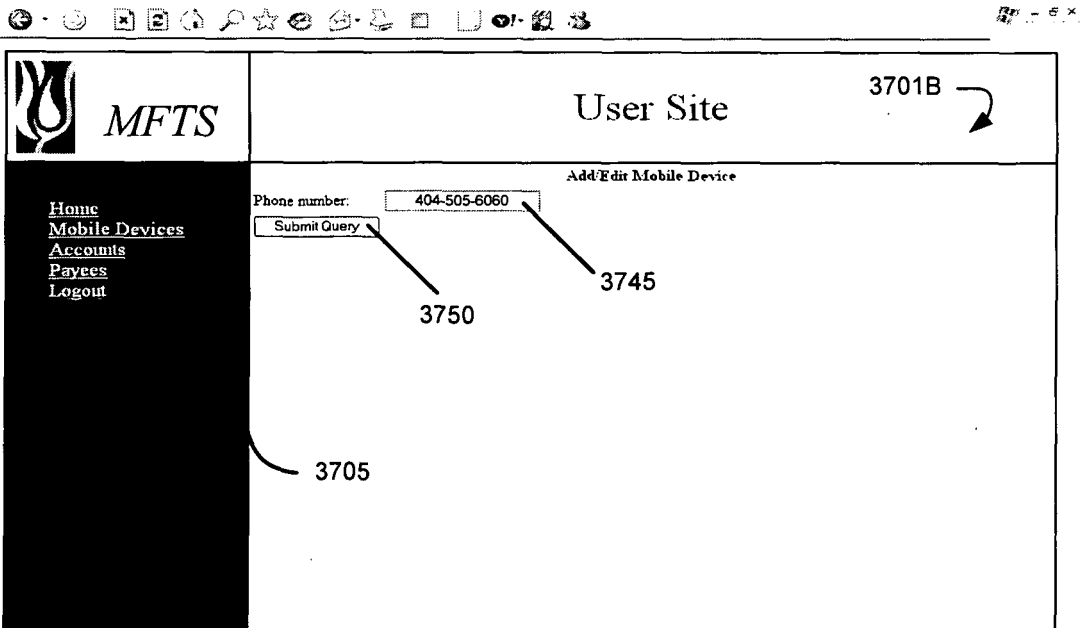 MFTS
User Site
3701B
Add/Edit Mobile Device
Home
Mobile Devices
Accounts
Payees
Logout
Phone number:
404-505-6060
Submit Query
3745
3750
3705